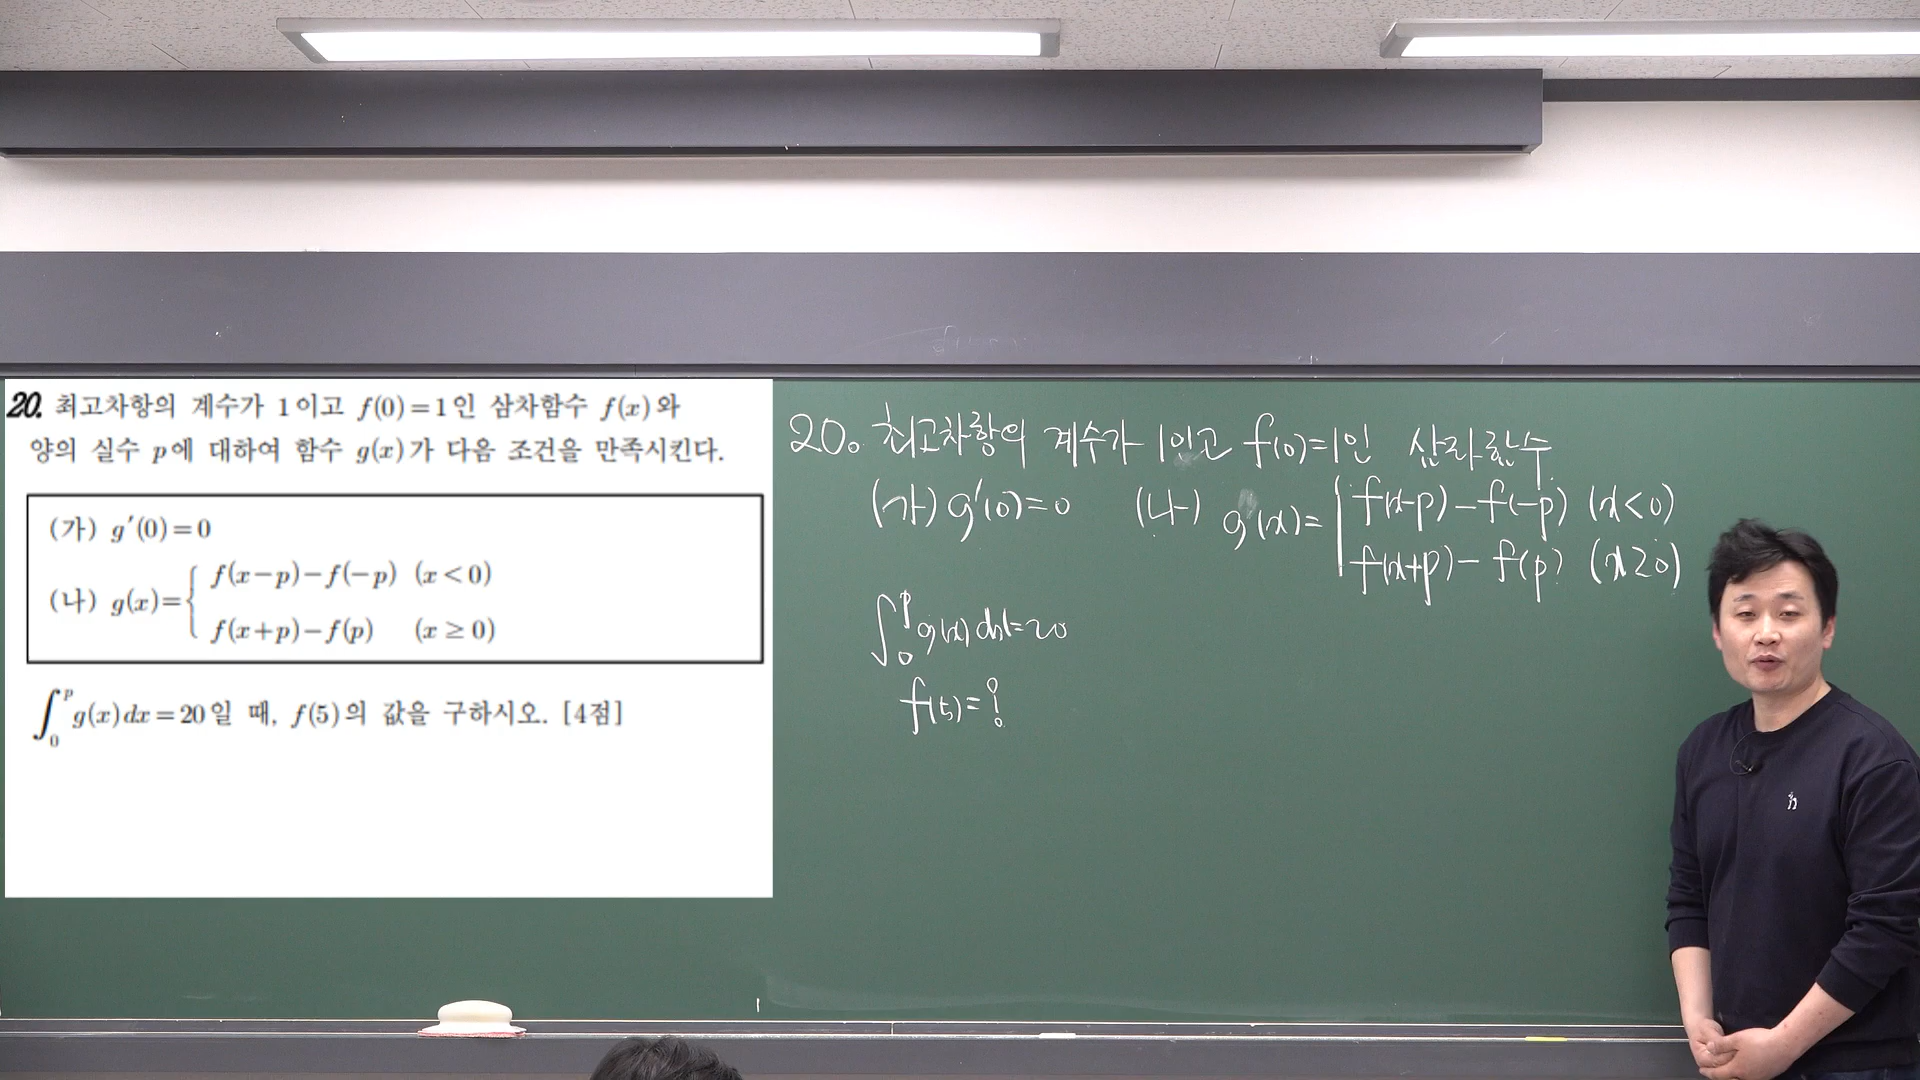 20. 최고차항의 계수가 1이고 f(0)=1인 삼차함수 f(x)와
양의 실수 p에 대하여 함수 g(x)가 다음 조건을 만족시킨다.
(가) g′(0)=0
(나) g(x)={ f(x-p)-f(-p) (x<0)
f(x+p)-f(p) (x≥0)
∫₀ᵖ g(x)dx=20일 때, f(5)의 값을 구하시오. [4점]
20. 최고차항의 계수가 1인고 f(0)=1인 삼차함수
(가) g′(0)=0 (나) g(x)={ f(x-p)-f(-p) (x<0)
f(x+p)-f(p) (x≥0)
∫₀ᵖ g(x)dx=20
f(5)=?